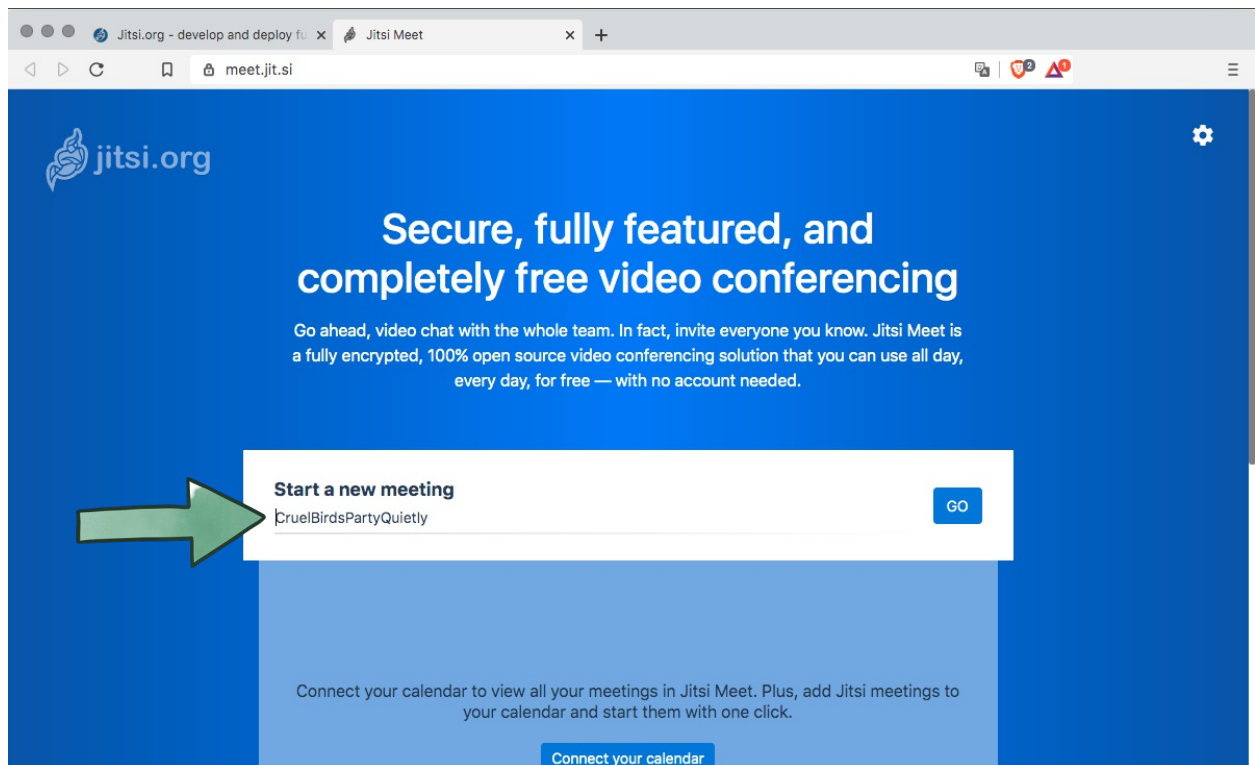 Jitsi.org - develop and deploy fu
Jitsi Meet
meet.jit.si
2
1
jitsi.org
Secure, fully featured, and
completely free video conferencing
Go ahead, video chat with the whole team. In fact, invite everyone you know. Jitsi Meet is
a fully encrypted, 100% open source video conferencing solution that you can use all day,
every day, for free — with no account needed.
Start a new meeting
CruelBirdsPartyQuietly
GO
Connect your calendar to view all your meetings in Jitsi Meet. Plus, add Jitsi meetings to
your calendar and start them with one click.
Connect your calendar